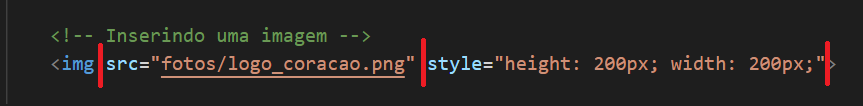 <!-- Inserindo uma imagem -->
<img src="fotos/logo_coracao.png" style="height: 200px; width: 200px;">